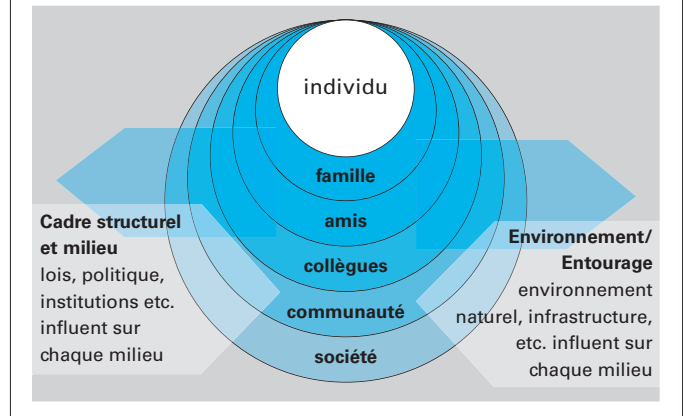 individu
famille
amis
collègues
communauté
société
Cadre structurel
et milieu
lois, politique,
institutions etc.
influent sur
chaque milieu
Environnement/
Entourage
environnement
naturel, infrastructure,
etc. influent sur
chaque milieu